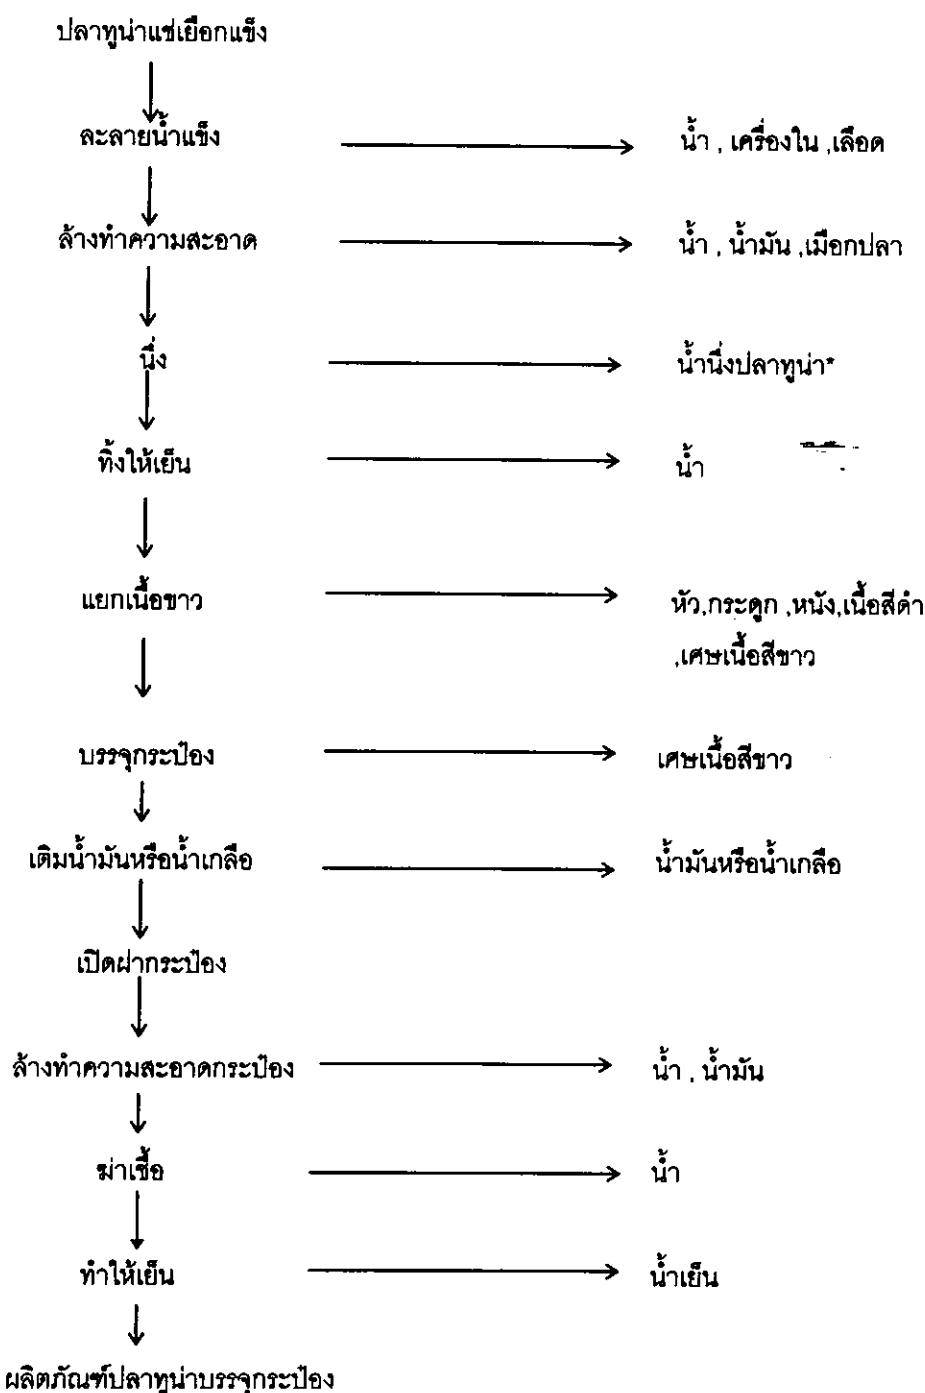 ปลาทูน่าแช่เยือกแข็ง
ละลายน้ำแข็ง
น้ำ , เครื่องใน ,เลือด
ล้างทำความสะอาด
น้ำ , น้ำมัน ,เมือกปลา
นึ่ง
น้ำนึ่งปลาทูน่า*
ทิ้งให้เย็น
น้ำ
แยกเนื้อขาว
หัว,กระดูก ,หนัง,เนื้อสีดำ
,เศษเนื้อสีขาว
บรรจุกระป๋อง
เศษเนื้อสีขาว
เติมน้ำมันหรือน้ำเกลือ
น้ำมันหรือน้ำเกลือ
เปิดฝากระป๋อง
ล้างทำความสะอาดกระป๋อง
น้ำ , น้ำมัน
ฆ่าเชื้อ
น้ำ
ทำให้เย็น
น้ำเย็น
ผลิตภัณฑ์ปลาทูน่าบรรจุกระป๋อง